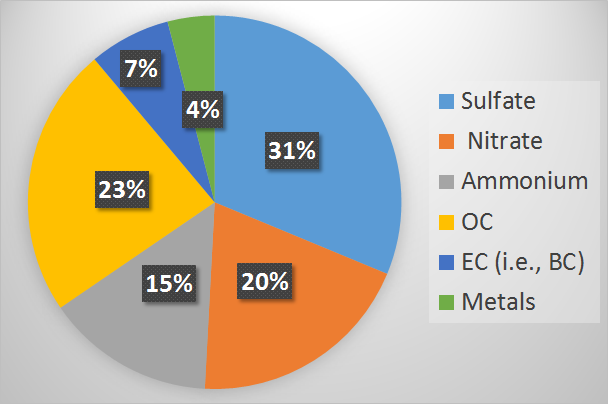 7%
4%
31%
23%
15%
20%
Sulfate
Nitrate
Ammonium
OC
EC (i.e., BC)
Metals